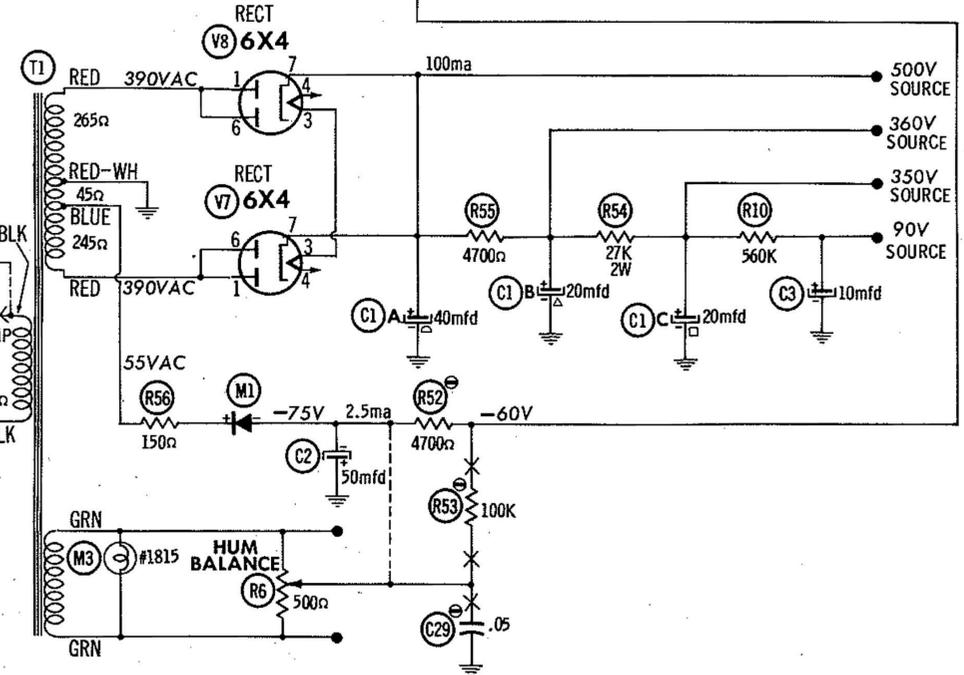 RECT
V8 6X4
T1
RED 390VAC
1
6
7
4
3
100ma
500V
SOURCE
265Ω
360V
SOURCE
RED-WH
45Ω
RECT
V7 6X4
350V
SOURCE
BLUE
245Ω
BLK
6
1
7
3
4
R55
4700Ω
R54
27K
2W
R10
560K
90V
SOURCE
RED 390VAC
C1 A
+
-
40mfd
C1 B
+
-
20mfd
C1 C
+
-
20mfd
C3
+
-
10mfd
55VAC
R56
150Ω
M1
+
-
-75V
2.5ma
R52
4700Ω
-60V
C2
-
+
50mfd
R53
100K
LK
GRN
M3
#1815
HUM
BALANCE
R6
500Ω
C29
.05
GRN